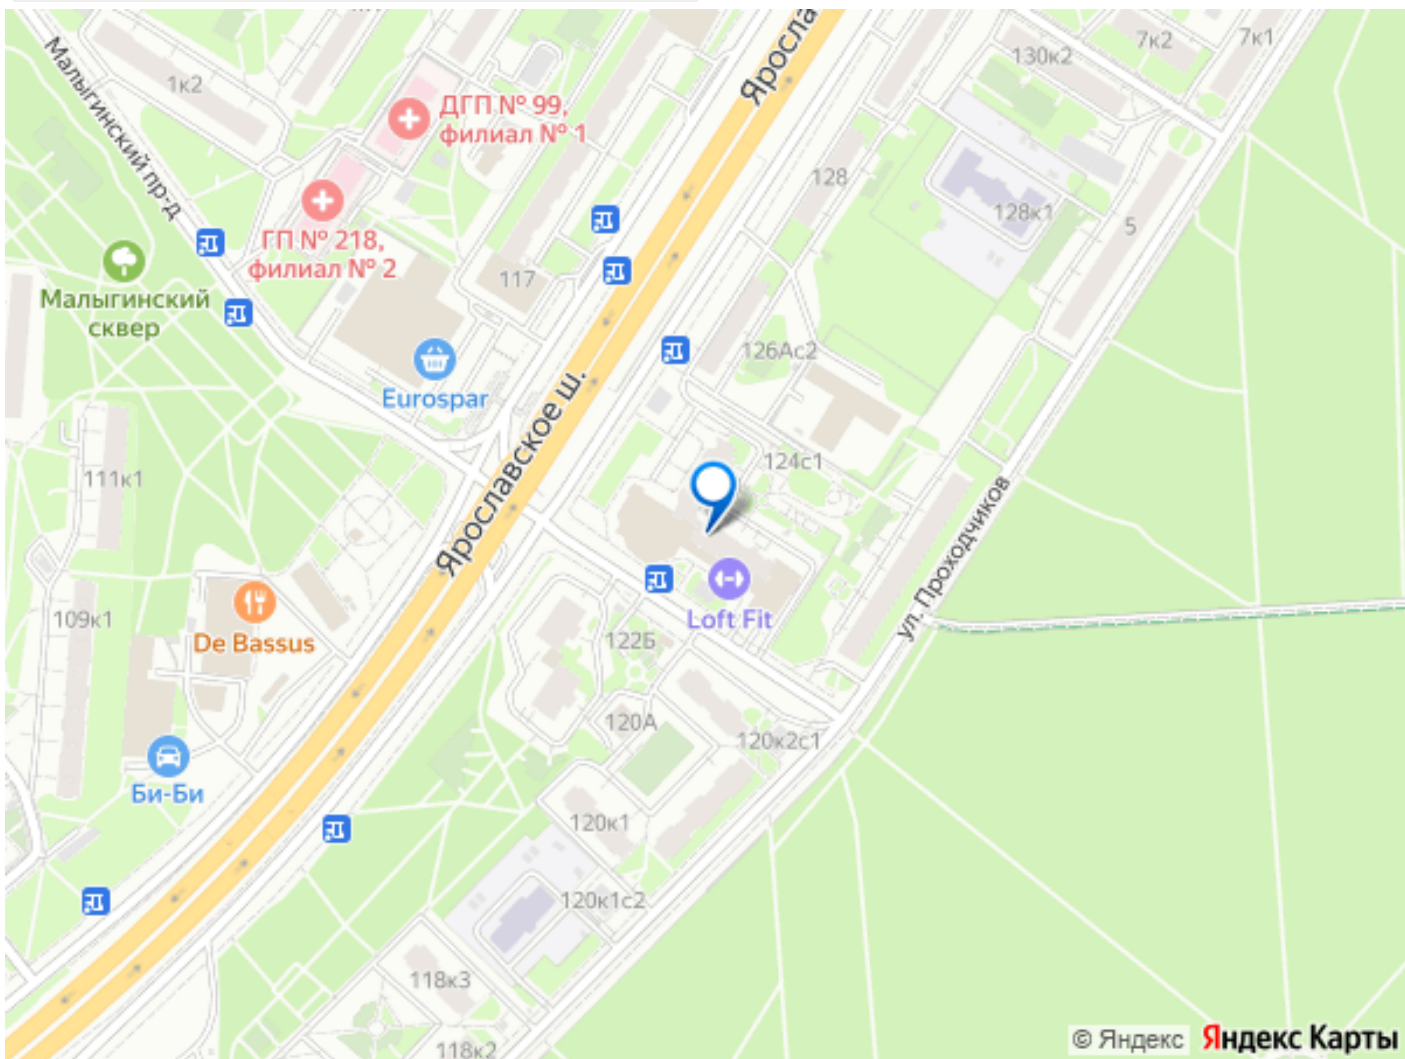 Яросла
7к2
7к1
130к2
Малыгинский пр-д
1к2
ДГП № 99,
филиал № 1
128
128к1
5
ГП № 218,
филиал № 2
117
Малыгинский
сквер
126Ас2
Eurospar
Ярославское ш.
124с1
111к1
ул. Проходчиков
Loft Fit
109к1
De Bassus
122Б
120А
120к2с1
Би-Би
120к1
120к1с2
118к3
118к2
© Яндекс Яндекс Карты